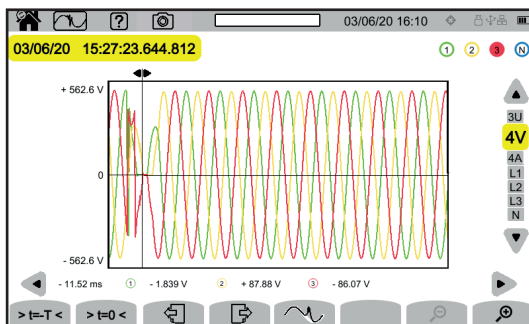 ?
03/06/20 16:10
03/06/20 15:27:23.644.812
1 2 3 N
+ 562.6 V
0
- 562.6 V
3U
4V
4A
L1
L2
L3
N
- 11.52 ms 1 - 1.839 V 2 + 87.88 V 3 - 86.07 V
> t=-T < > t=0 <